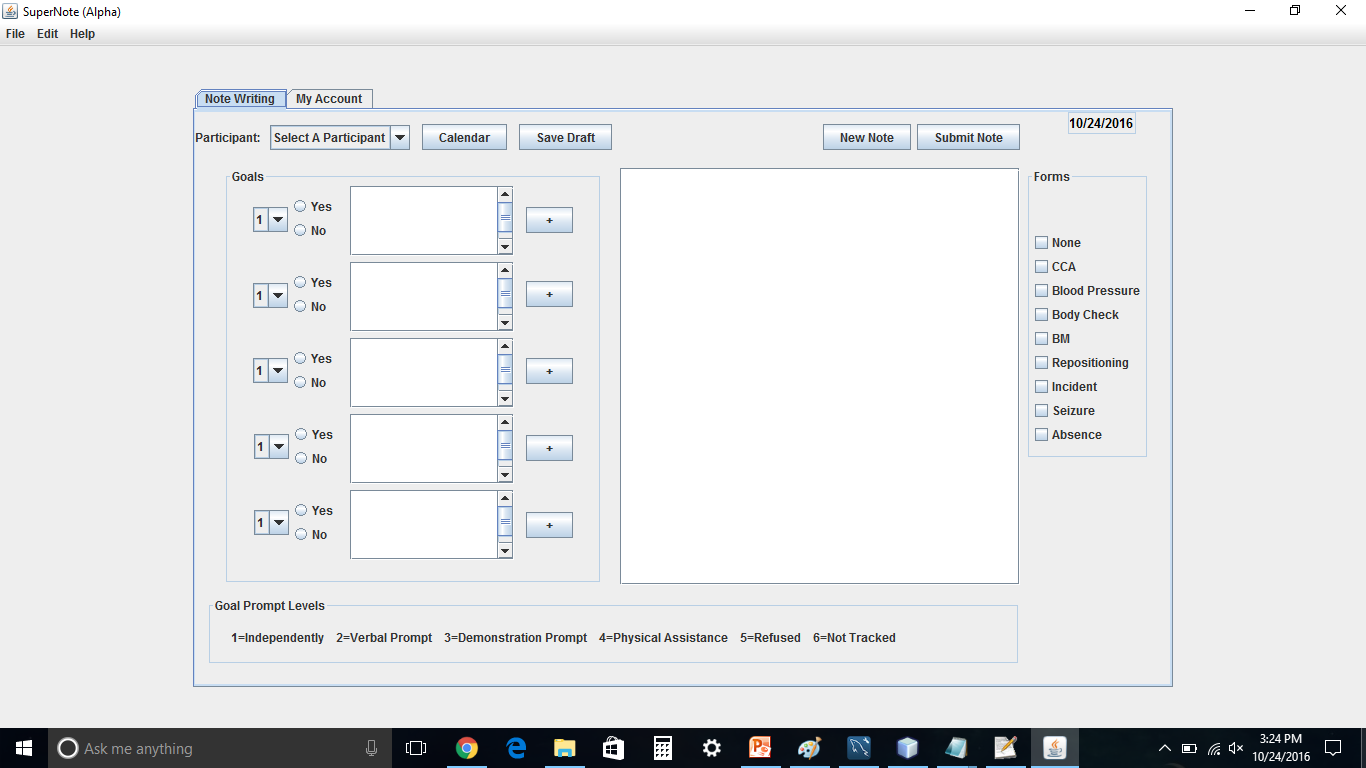 SuperNote (Alpha)
File Edit Help
Note Writing My Account
10/24/2016
Participant: Select A Participant Calendar Save Draft New Note Submit Note
Goals
Forms
1 Yes
No
+
1 Yes
No
+
1 Yes
No
+
1 Yes
No
+
1 Yes
No
+
None
CCA
Blood Pressure
Body Check
BM
Repositioning
Incident
Seizure
Absence
Goal Prompt Levels
1=Independently 2=Verbal Prompt 3=Demonstration Prompt 4=Physical Assistance 5=Refused 6=Not Tracked
Ask me anything
3:24 PM
10/24/2016